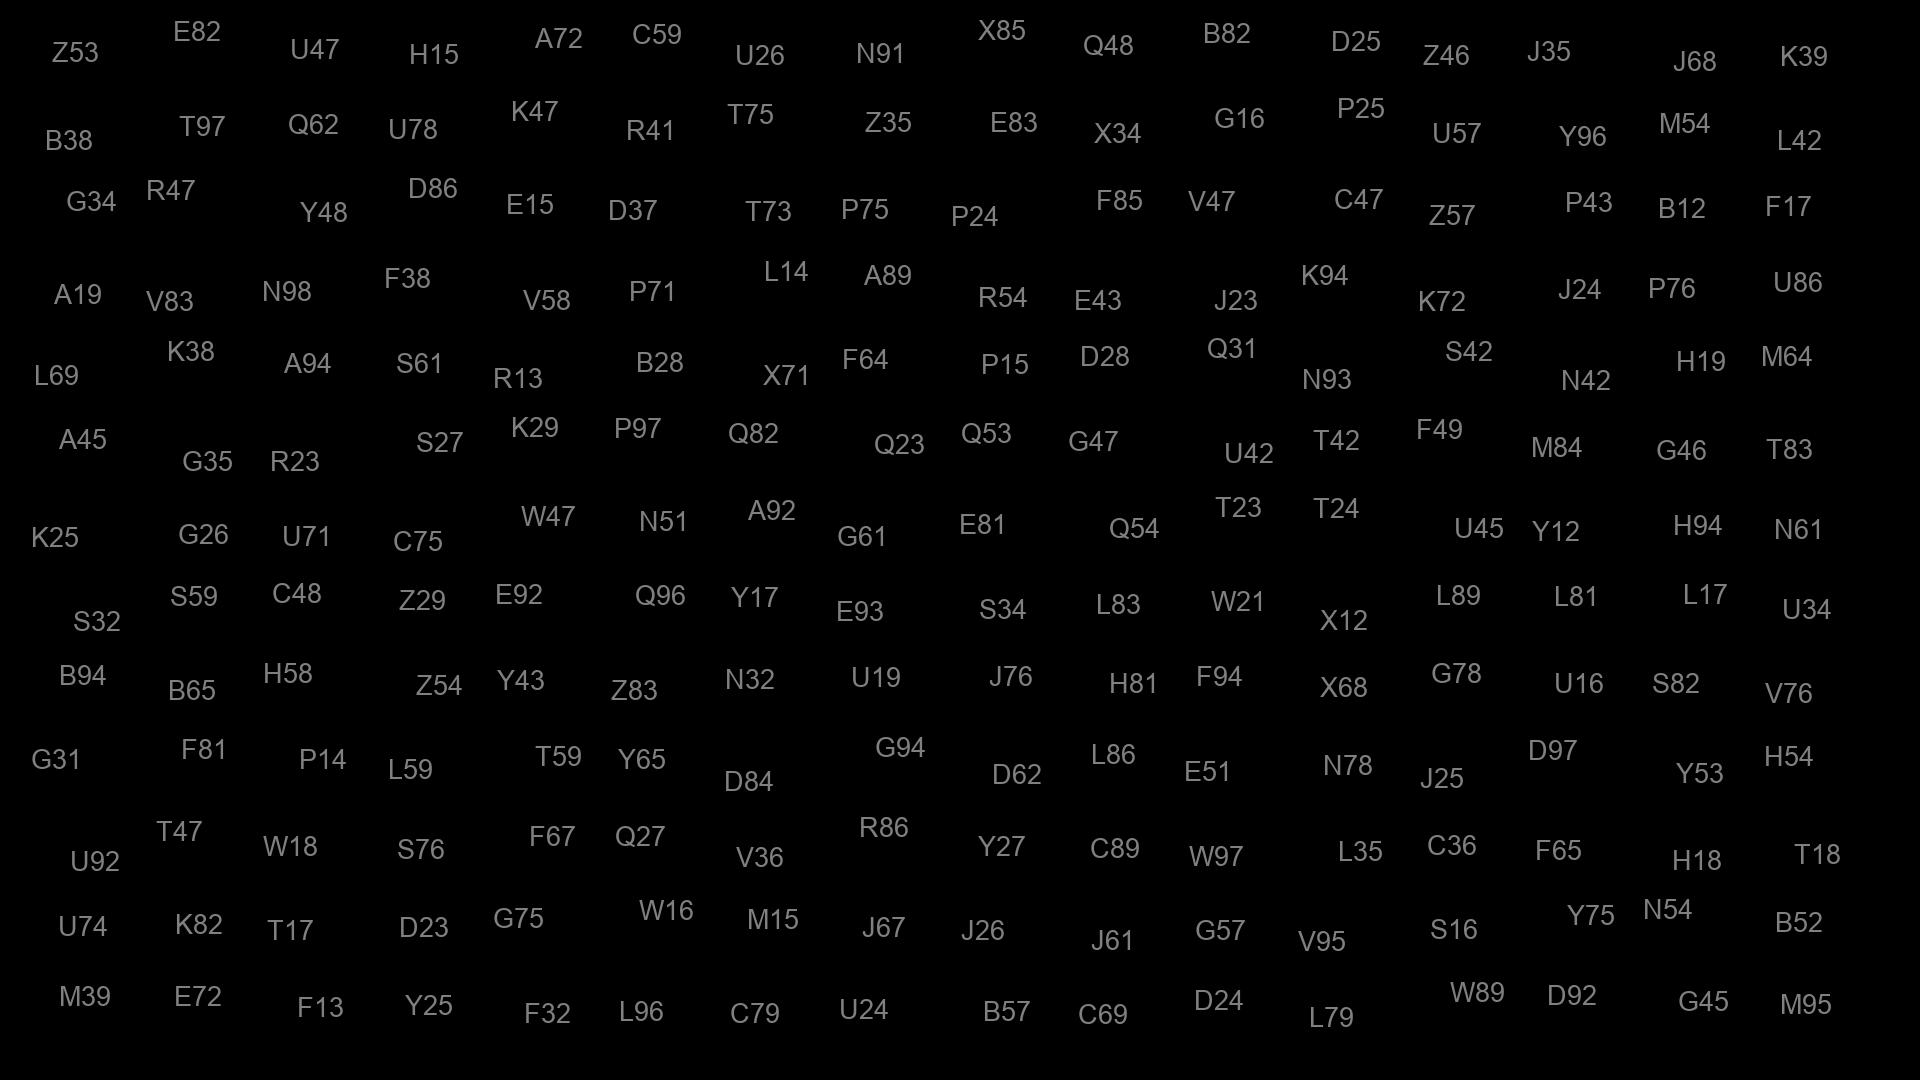 Z53 E82 U47 H15 A72 C59 U26 N91 X85 Q48 B82 D25 Z46 J35 J68 K39
B38 T97 Q62 U78 K47 R41 T75 Z35 E83 X34 G16 P25 U57 Y96 M54 L42
G34 R47 Y48 D86 E15 D37 T73 P75 P24 F85 V47 C47 Z57 P43 B12 F17
A19 V83 N98 F38 V58 P71 L14 A89 R54 E43 J23 K94 K72 J24 P76 U86
L69 K38 A94 S61 R13 B28 X71 F64 P15 D28 Q31 N93 S42 N42 H19 M64
A45 G35 R23 S27 K29 P97 Q82 Q23 Q53 G47 U42 T42 F49 M84 G46 T83
K25 G26 U71 C75 W47 N51 A92 G61 E81 Q54 T23 T24 U45 Y12 H94 N61
S32 S59 C48 Z29 E92 Q96 Y17 E93 S34 L83 W21 X12 L89 L81 L17 U34
B94 B65 H58 Z54 Y43 Z83 N32 U19 J76 H81 F94 X68 G78 U16 S82 V76
G31 F81 P14 L59 T59 Y65 D84 G94 D62 L86 E51 N78 J25 D97 Y53 H54
U92 T47 W18 S76 F67 Q27 V36 R86 Y27 C89 W97 L35 C36 F65 H18 T18
U74 K82 T17 D23 G75 W16 M15 J67 J26 J61 G57 V95 S16 Y75 N54 B52
M39 E72 F13 Y25 F32 L96 C79 U24 B57 C69 D24 L79 W89 D92 G45 M95